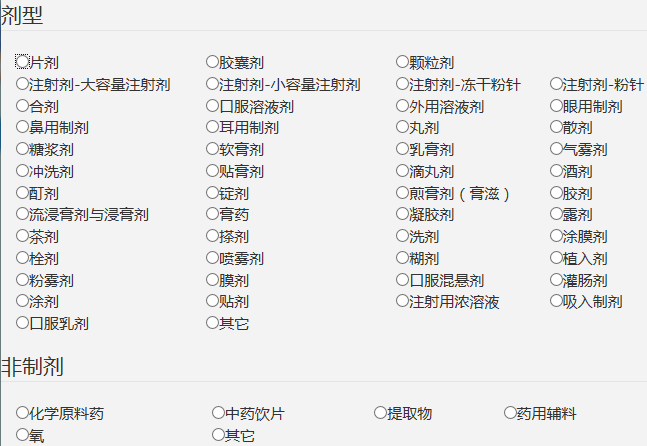 剂型
片剂 胶囊剂 颗粒剂
注射剂-大容量注射剂 注射剂-小容量注射剂 注射剂-冻干粉针 注射剂-粉针
合剂 口服溶液剂 外用溶液剂 眼用制剂
鼻用制剂 耳用制剂 丸剂 散剂
糖浆剂 软膏剂 乳膏剂 气雾剂
冲洗剂 贴膏剂 滴丸剂 酒剂
酊剂 锭剂 煎膏剂（膏滋） 胶剂
流浸膏剂与浸膏剂 膏药 凝胶剂 露剂
茶剂 搽剂 洗剂 涂膜剂
栓剂 喷雾剂 糊剂 植入剂
粉雾剂 膜剂 口服混悬剂 灌肠剂
涂剂 贴剂 注射用浓溶液 吸入制剂
口服乳剂 其它
非制剂
化学原料药 中药饮片 提取物 药用辅料
氧 其它